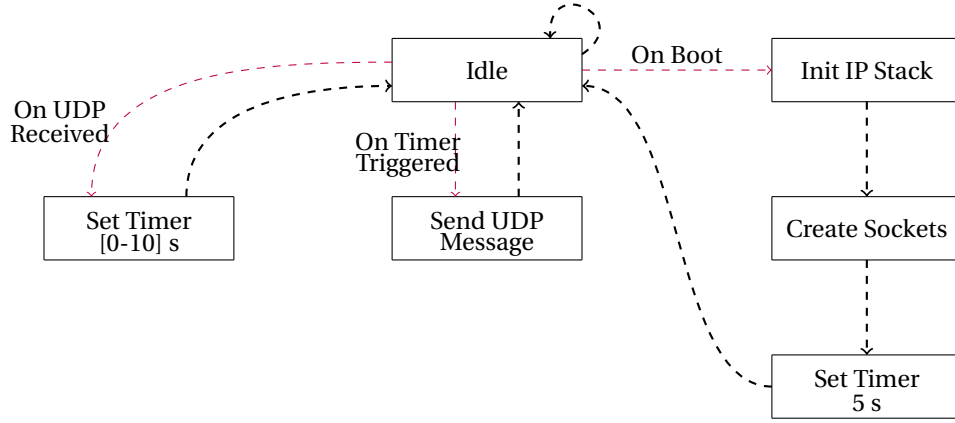 On Boot
Idle
Init IP Stack
On UDP
Received
On Timer
Triggered
Set Timer
[0-10] s
Send UDP
Message
Create Sockets
Set Timer
5 s